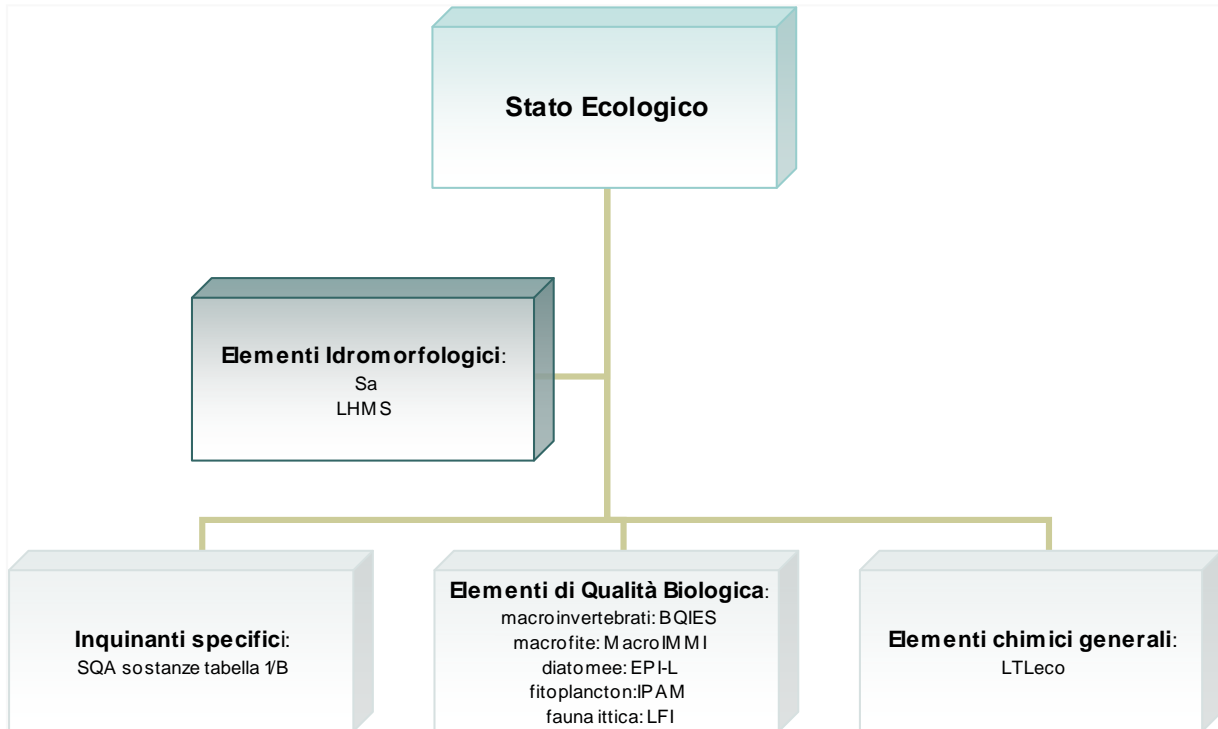 Stato Ecologico
Elementi Idromorfologici:
Sa
LHMS
Inquinanti specifici:
SQA sostanze tabella 1/B
Elementi di Qualità Biologica:
macroinvertebrati: BQIES
macrofite: MacroIMMI
diatomee: EPI-L
fitoplancton:IPAM
fauna ittica: LFI
Elementi chimici generali:
LTLeco